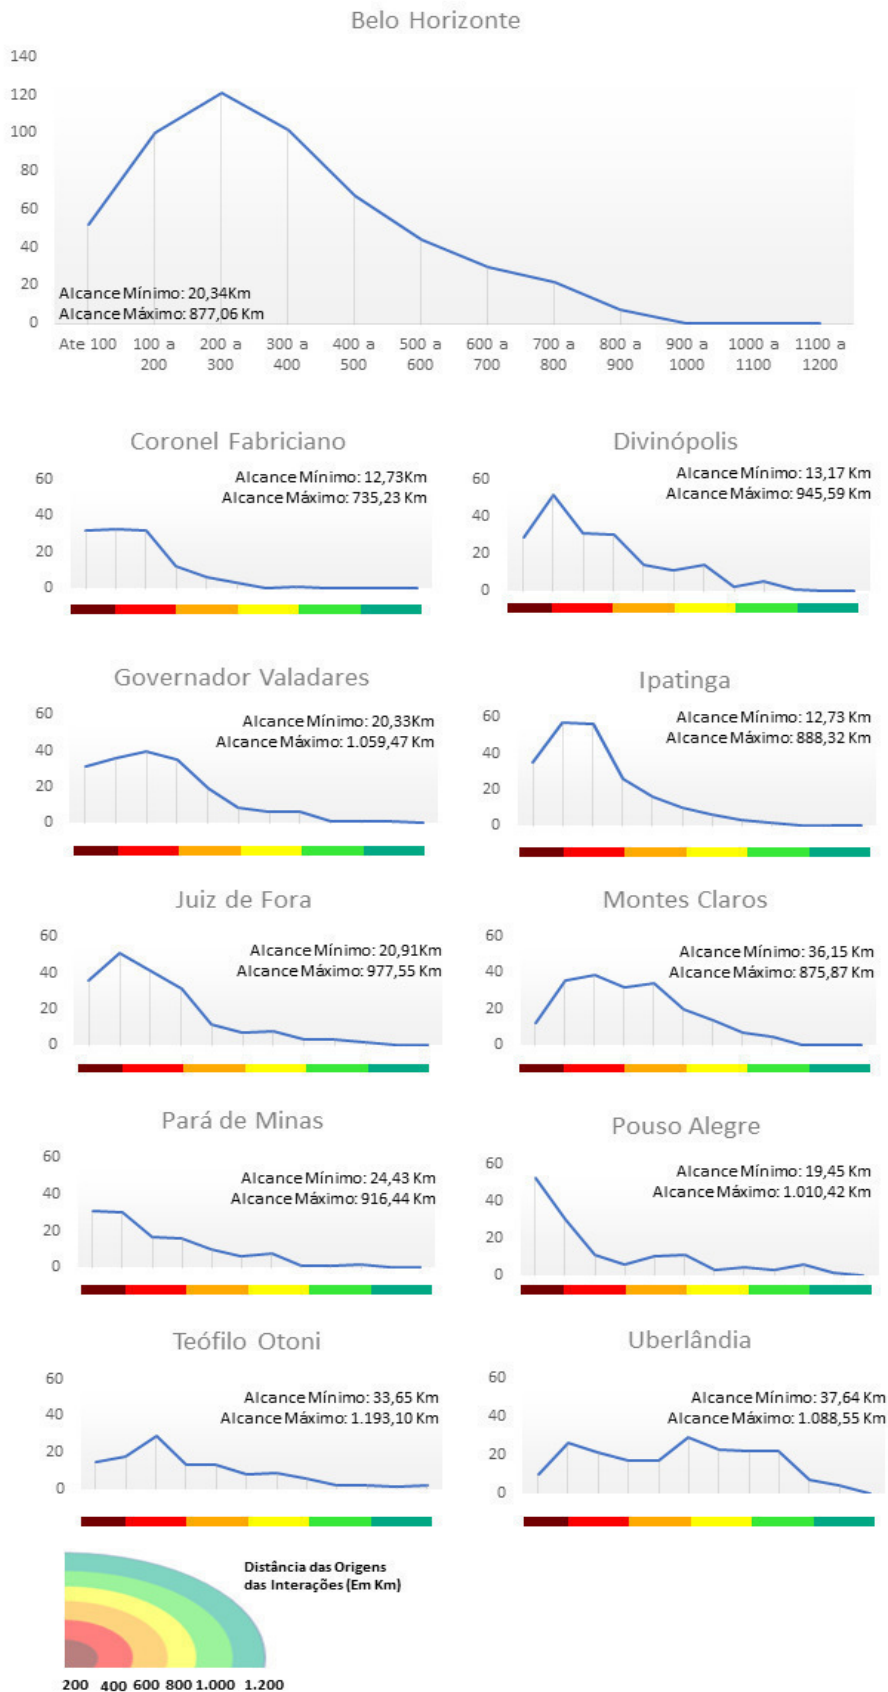 Belo Horizonte
140
120
100
80
60
40
20
0
Alcance Mínimo: 20,34Km
Alcance Máximo: 877,06 Km
Ate 100 100 a 200 a 300 a 400 a 500 a 600 a 700 a 800 a 900 a 1000 a 1100 a
200 300 400 500 600 700 800 900 1000 1100 1200
Coronel Fabriciano
60
40
20
0
Alcance Mínimo: 12,73Km
Alcance Máximo: 735,23 Km
Divinópolis
60
40
20
0
Alcance Mínimo: 13,17 Km
Alcance Máximo: 945,59 Km
Governador Valadares
60
40
20
0
Alcance Mínimo: 20,33Km
Alcance Máximo: 1.059,47 Km
Ipatinga
60
40
20
0
Alcance Mínimo: 12,73 Km
Alcance Máximo: 888,32 Km
Juiz de Fora
60
40
20
0
Alcance Mínimo: 20,91Km
Alcance Máximo: 977,55 Km
Montes Claros
60
40
20
0
Alcance Mínimo: 36,15 Km
Alcance Máximo: 875,87 Km
Pará de Minas
60
40
20
0
Alcance Mínimo: 24,43 Km
Alcance Máximo: 916,44 Km
Pouso Alegre
60
40
20
0
Alcance Mínimo: 19,45 Km
Alcance Máximo: 1.010,42 Km
Teófilo Otoni
60
40
20
0
Alcance Mínimo: 33,65 Km
Alcance Máximo: 1.193,10 Km
Uberlândia
60
40
20
0
Alcance Mínimo: 37,64 Km
Alcance Máximo: 1.088,55 Km
Distância das Origens
das Interações (Em Km)
200 400 600 800 1.000 1.200